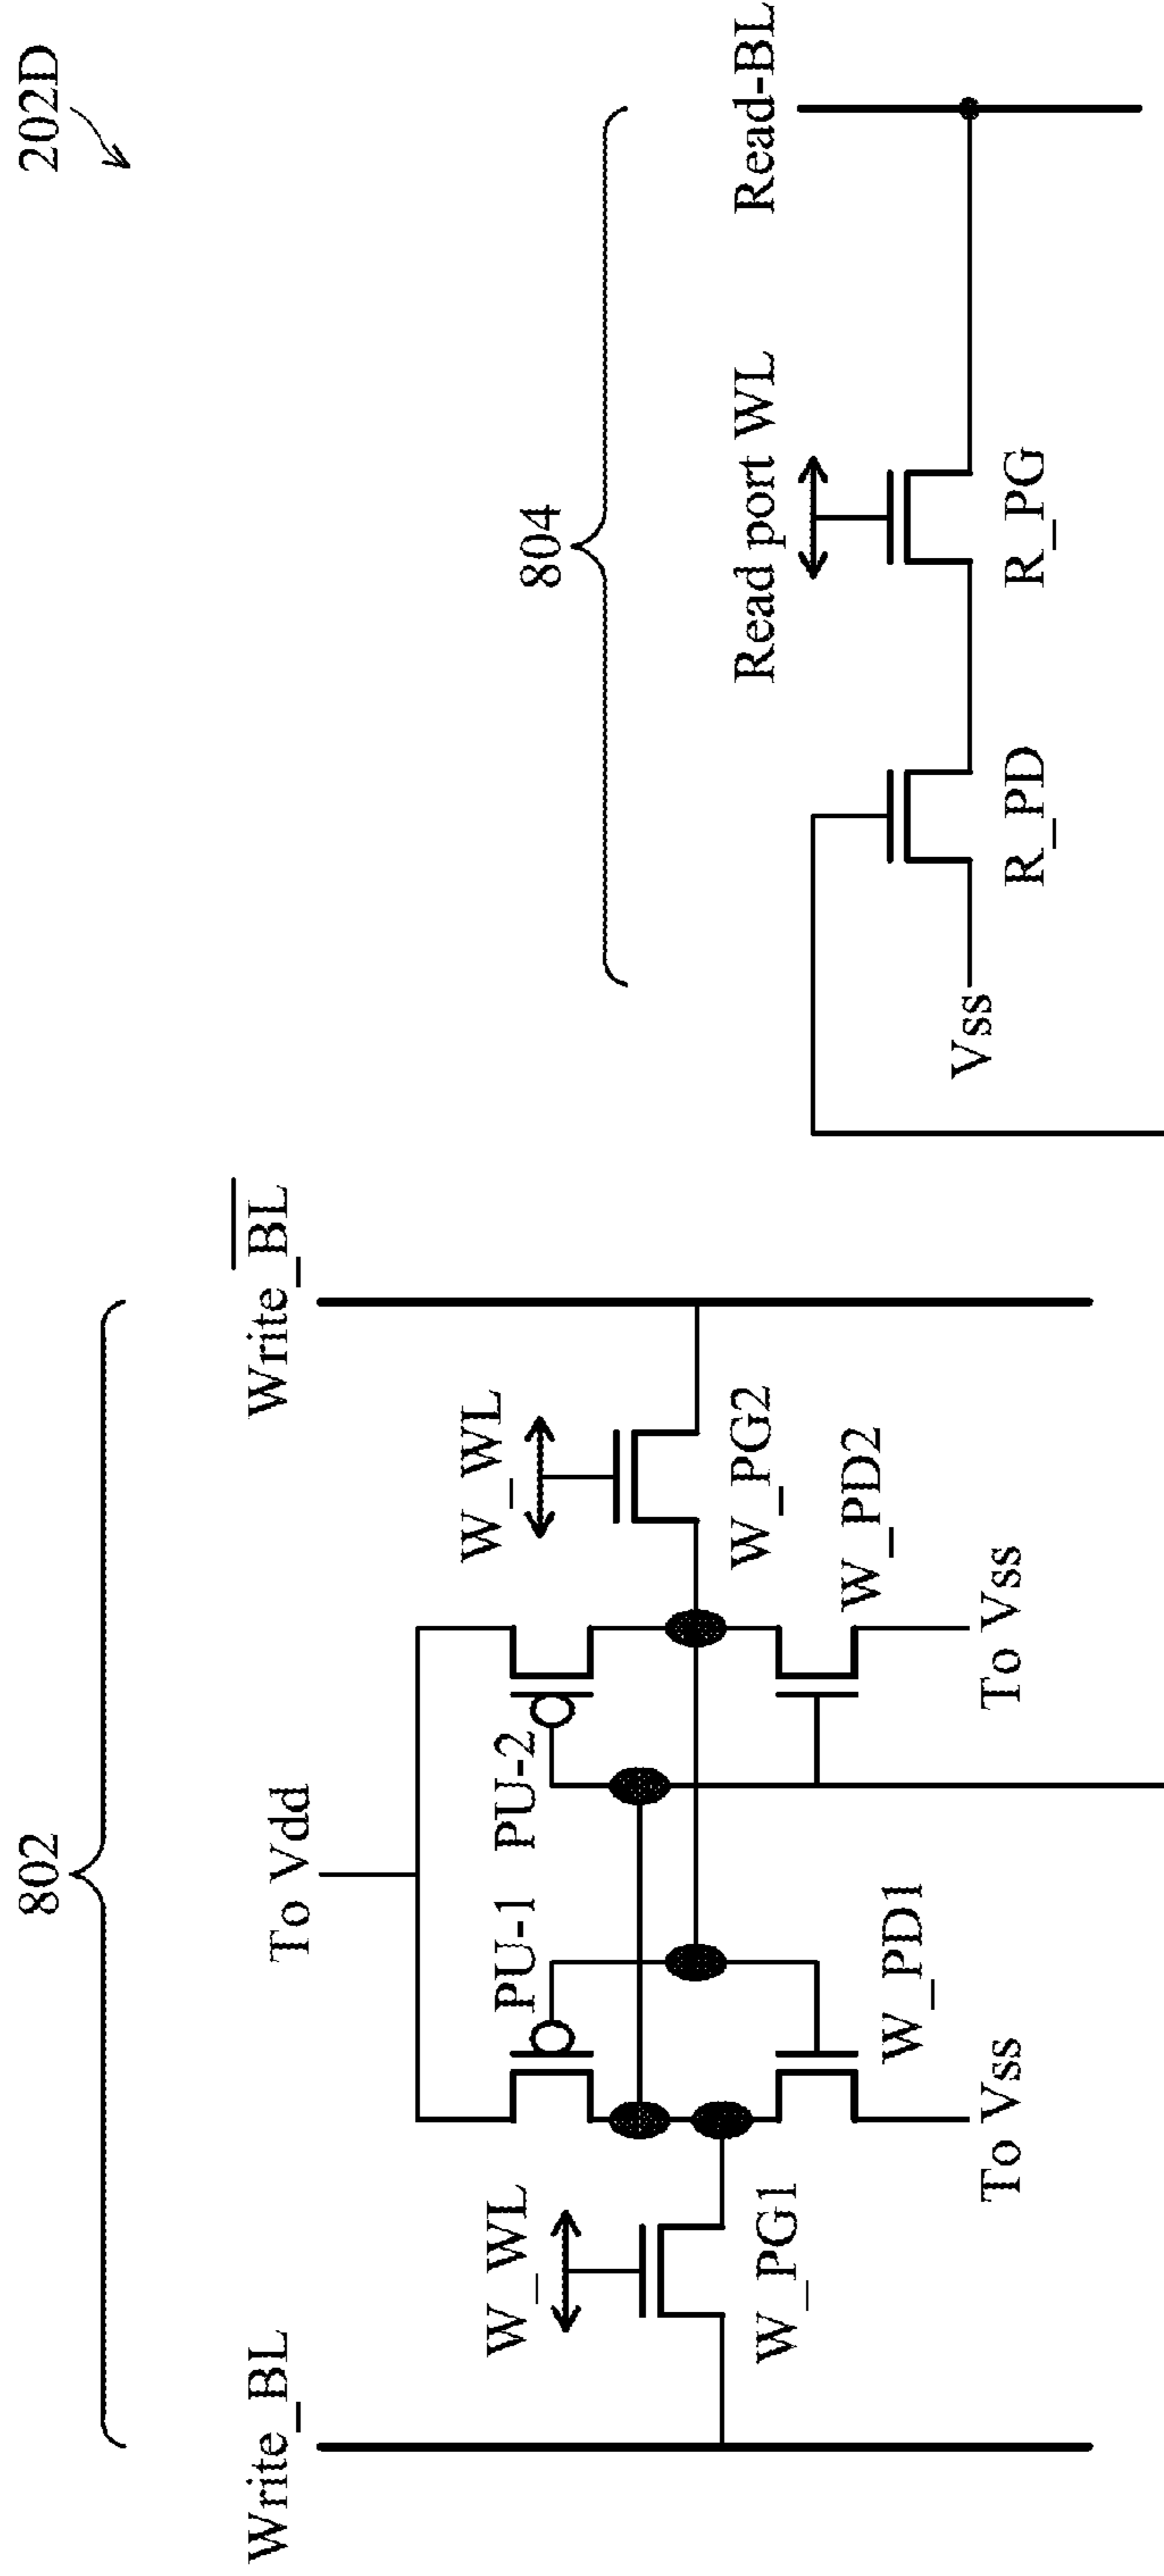 202D
802
804
Write_BL
To Vdd
Write_B̅L̅
W_WL
PU-1
PU-2
W_WL
W_PG1
W_PD1
W_PG2
W_PD2
To Vss
To Vss
Read port WL
Read-BL
Vss
R_PD
R_PG